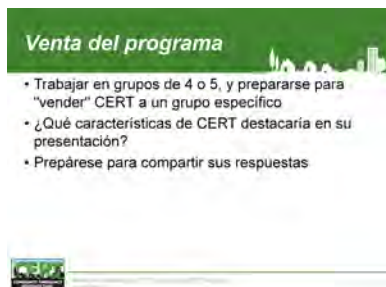 Venta del programa
• Trabajar en grupos de 4 o 5, y prepararse para
"vender" CERT a un grupo específico
• ¿Qué características de CERT destacaría en su
presentación?
• Prepárese para compartir sus respuestas
CERT